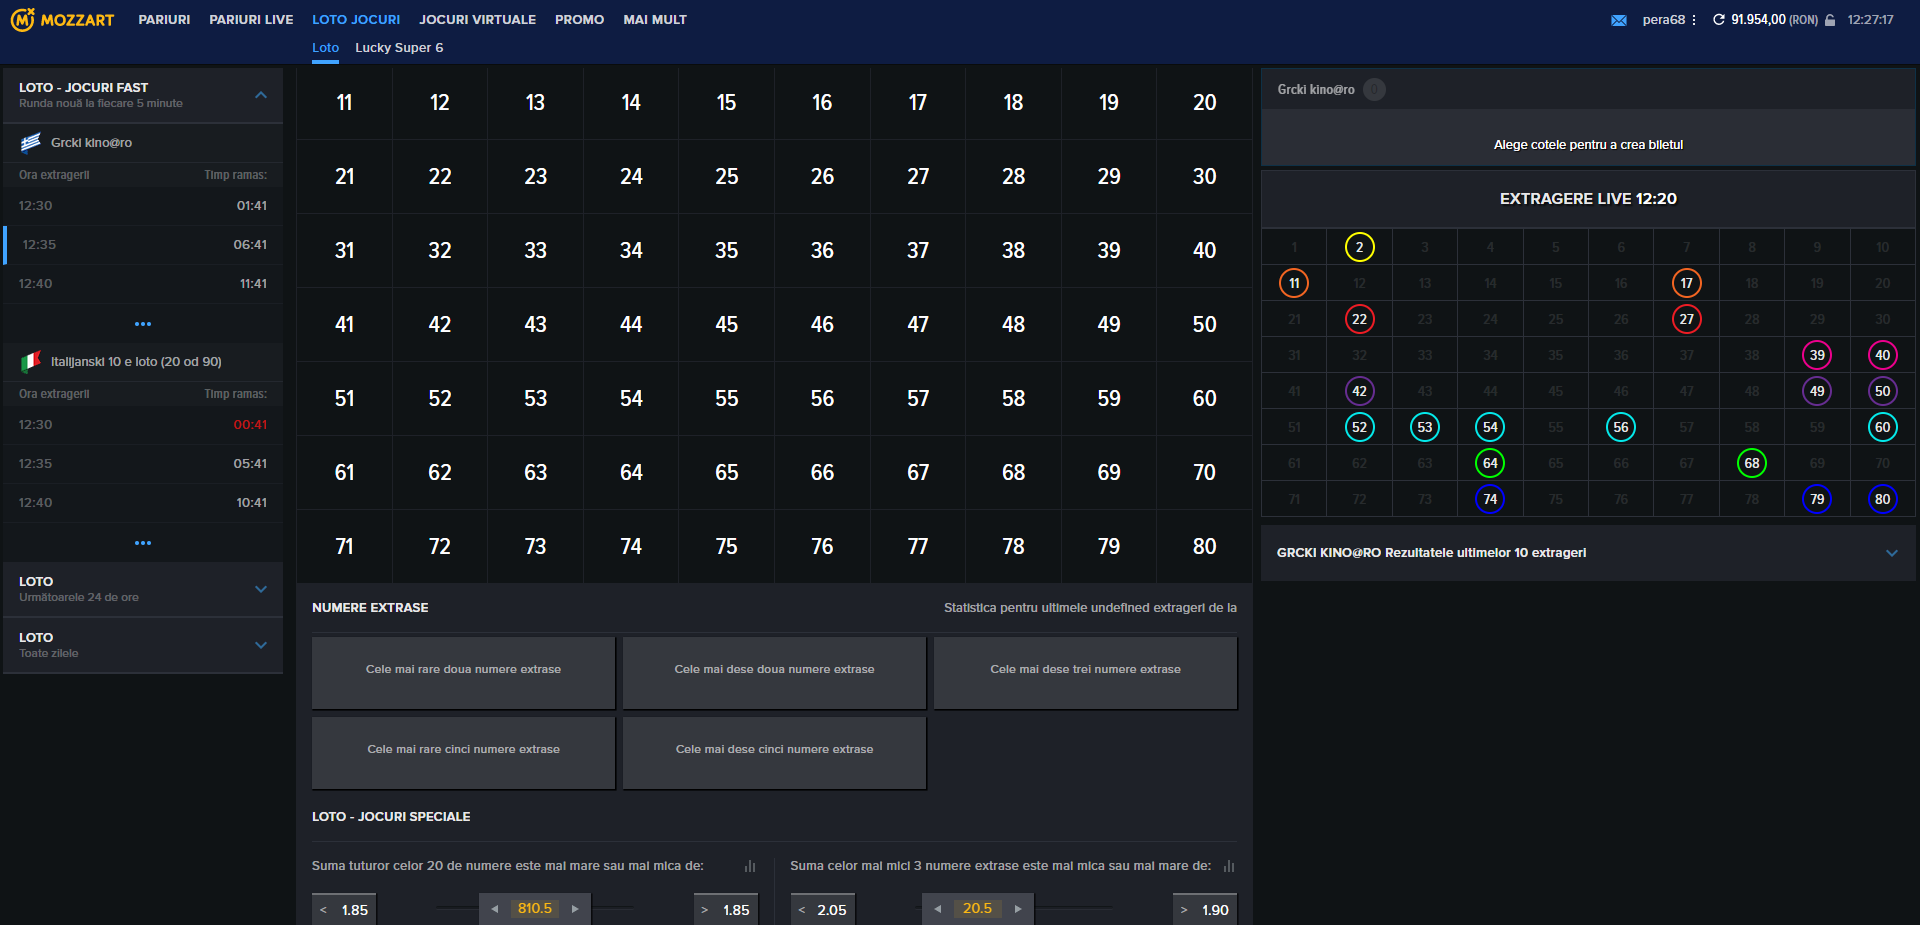 MOZZART PARIURI PARIURI LIVE LOTO JOCURI JOCURI VIRTUALE PROMO MAI MULT pera68 91.954,00 (RON) 12:27:17
Loto Lucky Super 6
LOTO - JOCURI FAST
Runda nouă la fiecare 5 minute
Grcki kino@ro
Ora extragerii Timp ramas:
12:30 01:41
12:35 06:41
12:40 11:41
Italijanski 10 e loto (20 od 90)
Ora extragerii Timp ramas:
12:30 00:41
12:35 05:41
12:40 10:41
LOTO
Următoarele 24 de ore
LOTO
Toate zilele
11 12 13 14 15 16 17 18 19 20
21 22 23 24 25 26 27 28 29 30
31 32 33 34 35 36 37 38 39 40
41 42 43 44 45 46 47 48 49 50
51 52 53 54 55 56 57 58 59 60
61 62 63 64 65 66 67 68 69 70
71 72 73 74 75 76 77 78 79 80
NUMERE EXTRASE Statistica pentru ultimele undefined extrageri de la
Cele mai rare doua numere extrase
Cele mai dese doua numere extrase
Cele mai dese trei numere extrase
Cele mai rare cinci numere extrase
Cele mai dese cinci numere extrase
LOTO - JOCURI SPECIALE
Suma tuturor celor 20 de numere este mai mare sau mai mica de:
< 1.85 810.5 > 1.85
Suma celor mai mici 3 numere extrase este mai mica sau mai mare de:
< 2.05 20.5 > 1.90
Grcki kino@ro 0
Alege cotele pentru a crea biletul
EXTRAGERE LIVE 12:20
1 2 3 4 5 6 7 8 9 10
11 12 13 14 15 16 17 18 19 20
21 22 23 24 25 26 27 28 29 30
31 32 33 34 35 36 37 38 39 40
41 42 43 44 45 46 47 48 49 50
51 52 53 54 55 56 57 58 59 60
61 62 63 64 65 66 67 68 69 70
71 72 73 74 75 76 77 78 79 80
GRCKI KINO@RO Rezultatele ultimelor 10 extrageri